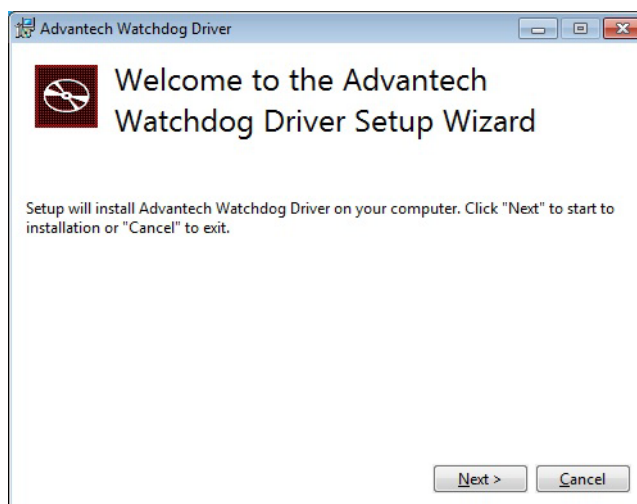 Advantech Watchdog Driver
Welcome to the Advantech
Watchdog Driver Setup Wizard
Setup will install Advantech Watchdog Driver on your computer. Click "Next" to start to
installation or "Cancel" to exit.
Next > Cancel